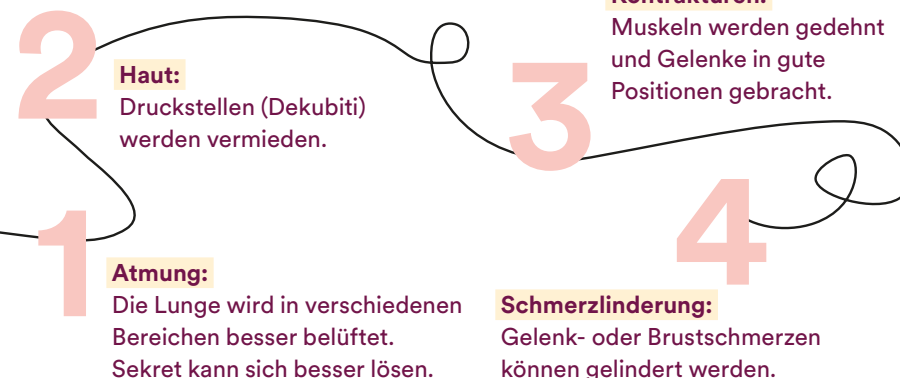 1
Atmung:
Die Lunge wird in verschiedenen
Bereichen besser belüftet.
Sekret kann sich besser lösen.
2
Haut:
Druckstellen (Dekubiti)
werden vermieden.
3
Kontrakturen:
Muskeln werden gedehnt
und Gelenke in gute
Positionen gebracht.
4
Schmerzlinderung:
Gelenk- oder Brustschmerzen
können gelindert werden.